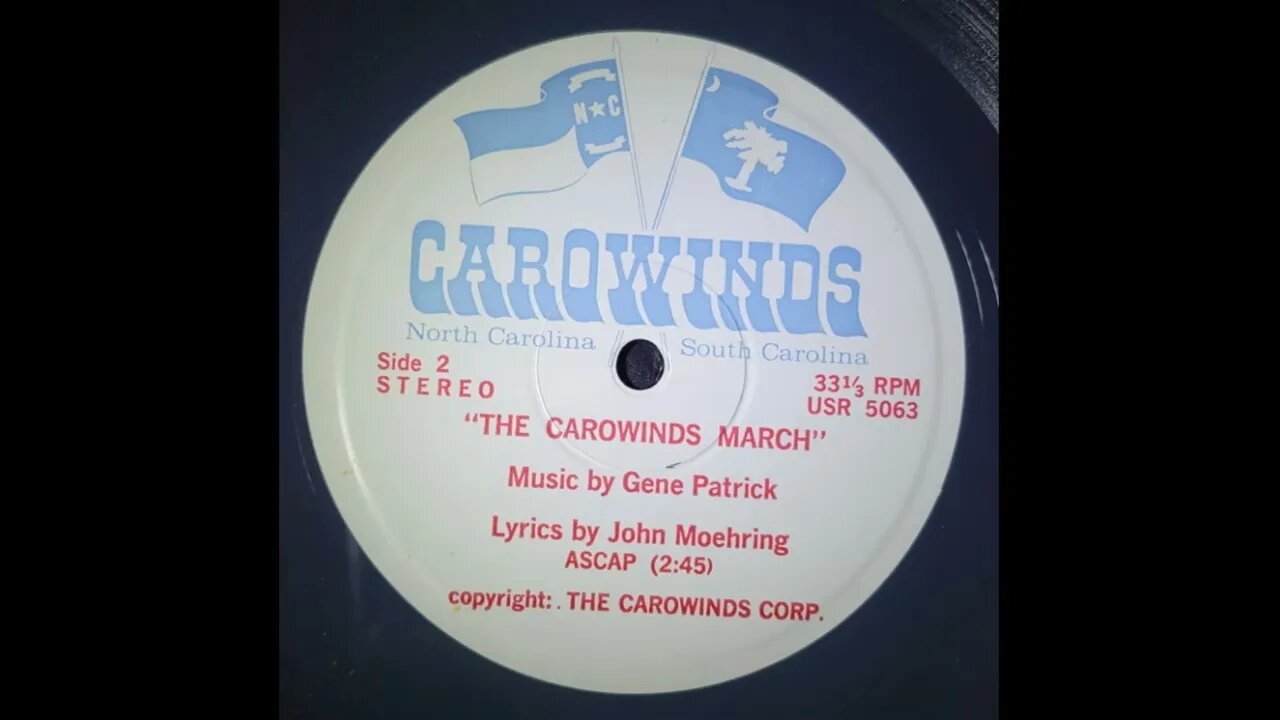 N★C
CAROWINDS
North Carolina South Carolina
Side 2
STEREO
33⅓ RPM
USR 5063
“THE CAROWINDS MARCH”
Music by Gene Patrick
Lyrics by John Moehring
ASCAP (2:45)
copyright: . THE CAROWINDS CORP.